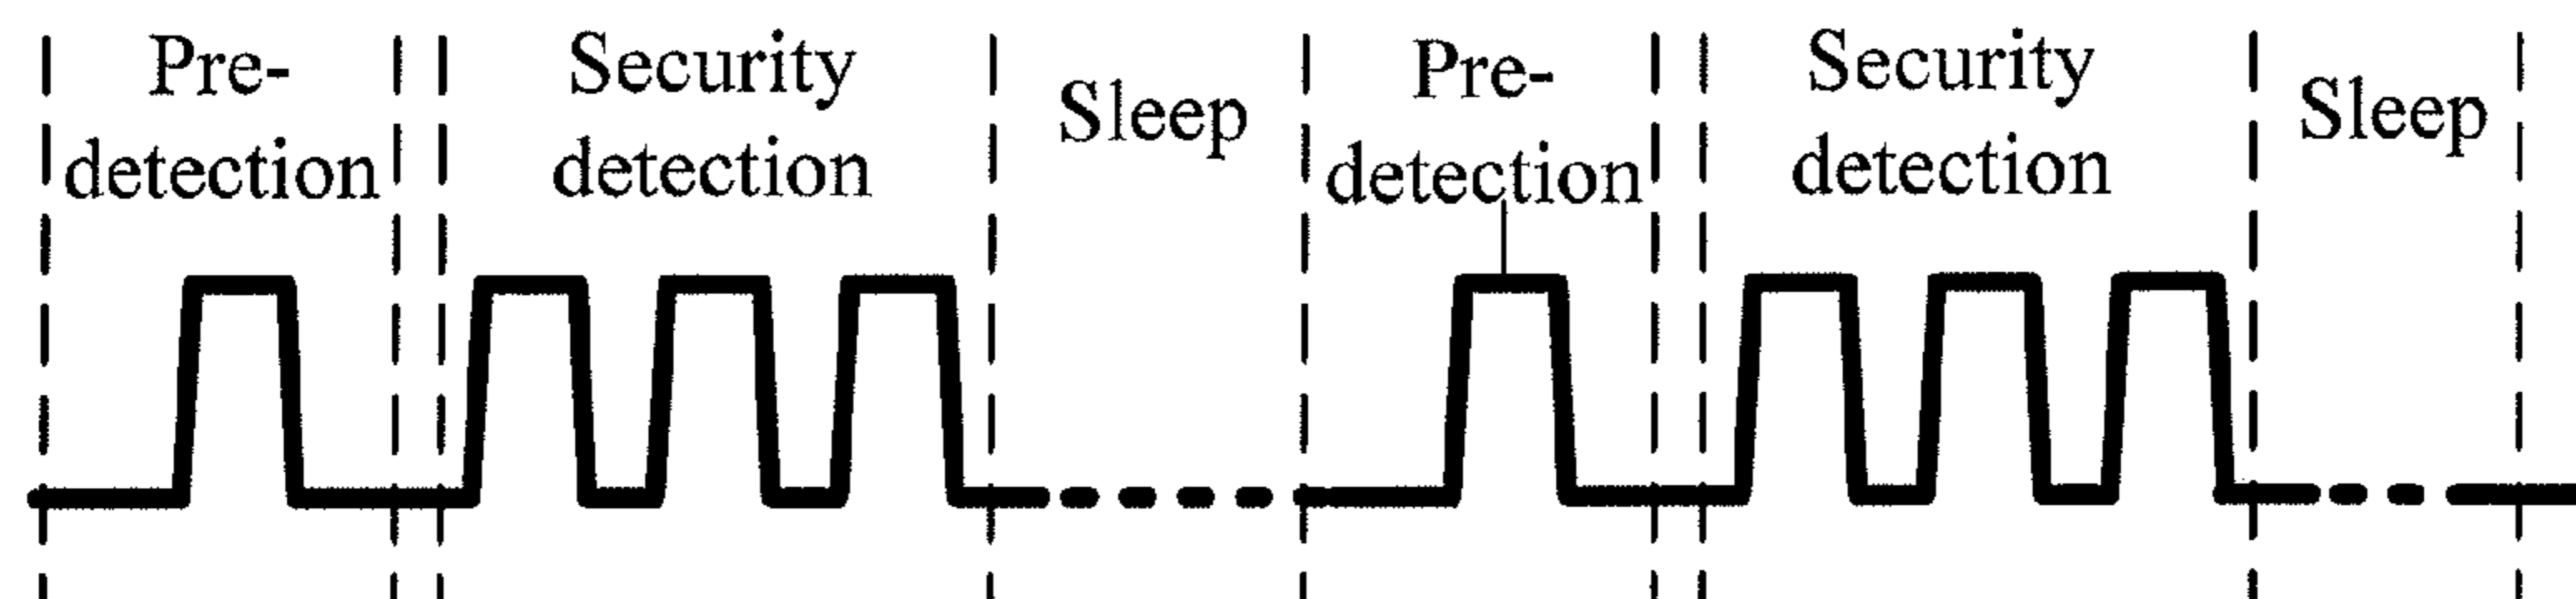 Pre-
detection
Security
detection
Sleep
Pre-
detection
Security
detection
Sleep